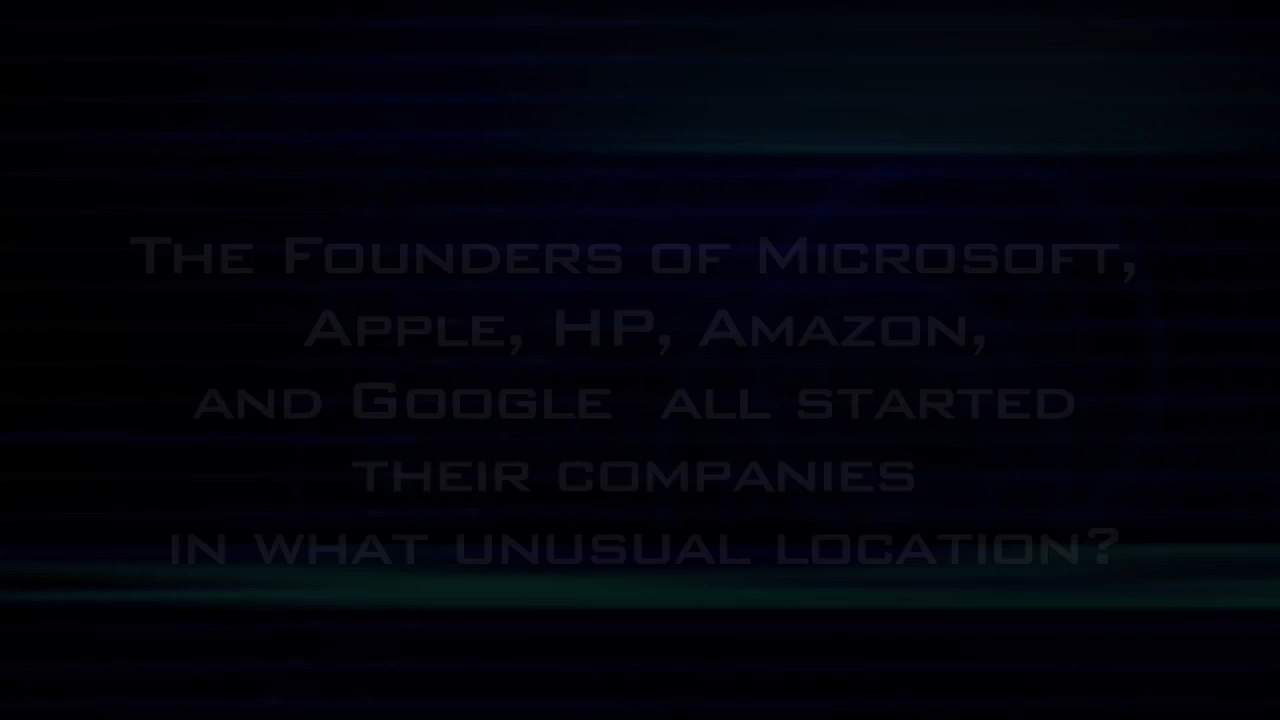 The Founders of Microsoft,
Apple, HP, Amazon,
and Google all started
their companies
in what unusual location?